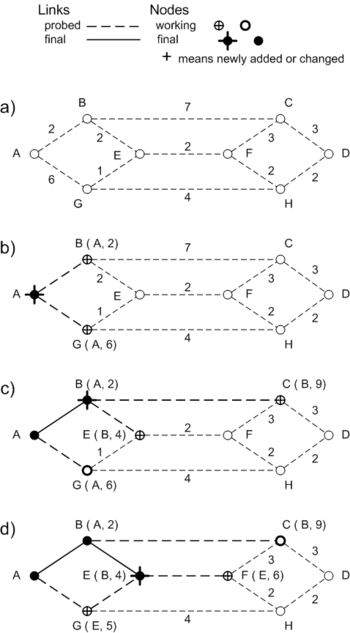 Links Nodes
probed working
final final
+ means newly added or changed
a)
B 7 C
2 2 3 3
A E 2 F D
6 1 2 2
4
G H
b)
B ( A, 2) 7 C
2 3 3
A E 2 F D
1 2 2
4
G (A, 6) H
c)
B (A, 2) C (B, 9)
3 3
A E (B, 4) 2 F D
1 2 2
4
G ( A, 6) H
d)
B (A, 2) C (B, 9)
3
A E ( B, 4) F ( E, 6) D
3
2 2
4
G ( E, 5) H